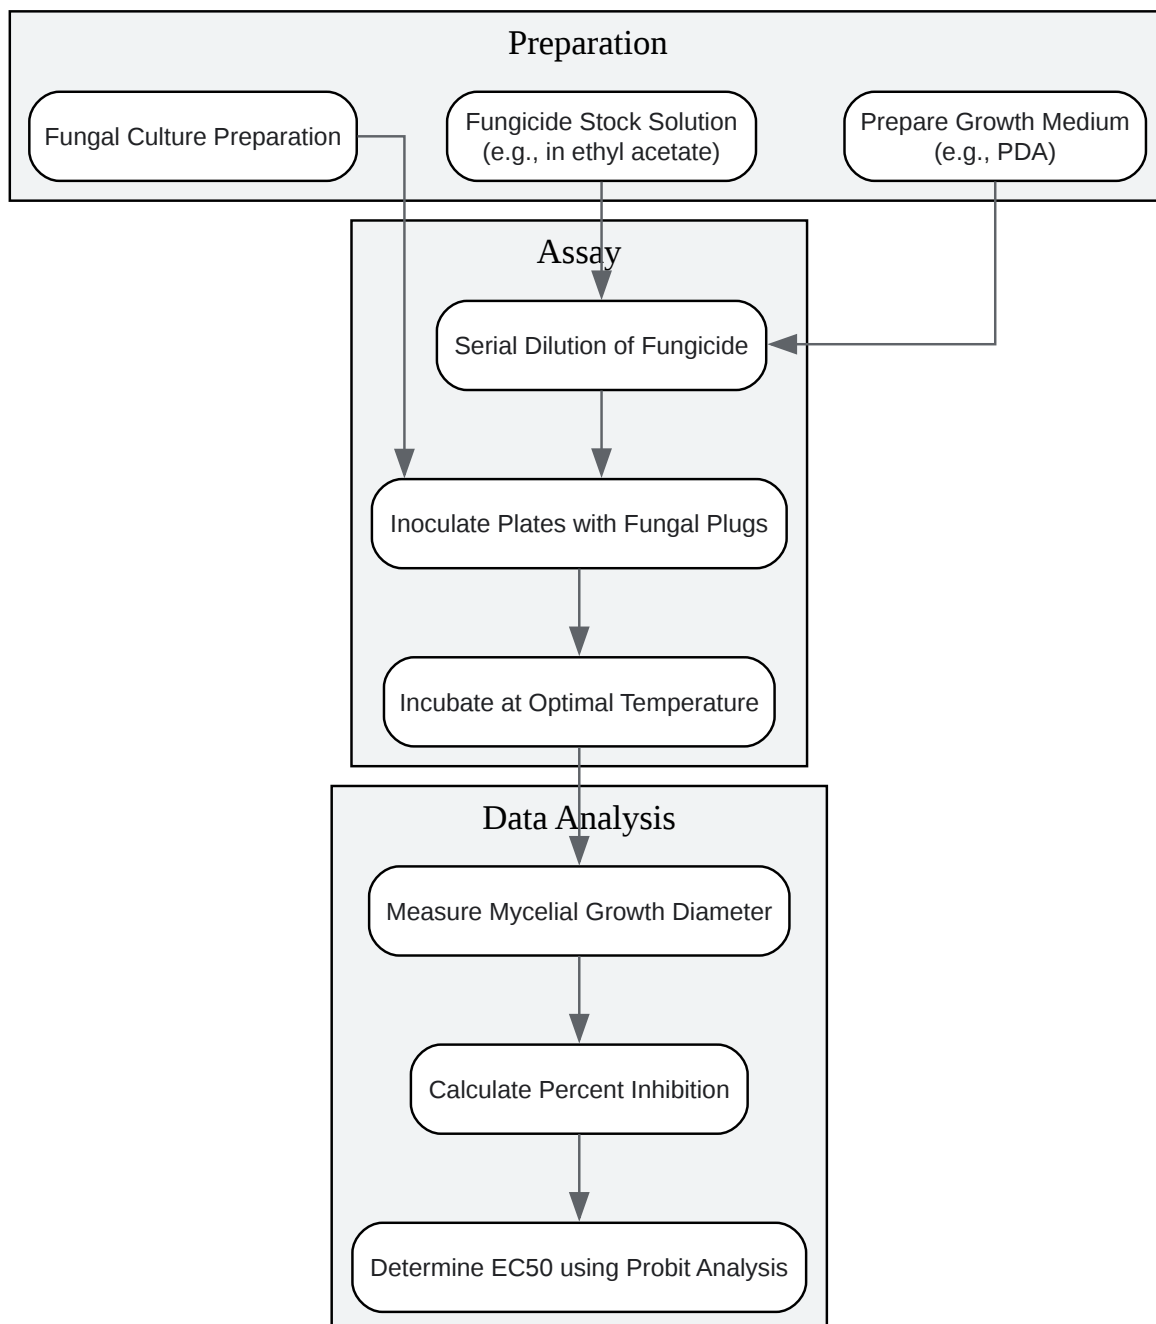 Preparation
Fungal Culture Preparation
Fungicide Stock Solution
(e.g., in ethyl acetate)
Prepare Growth Medium
(e.g., PDA)
Assay
Serial Dilution of Fungicide
Inoculate Plates with Fungal Plugs
Incubate at Optimal Temperature
Data Analysis
Measure Mycelial Growth Diameter
Calculate Percent Inhibition
Determine EC50 using Probit Analysis